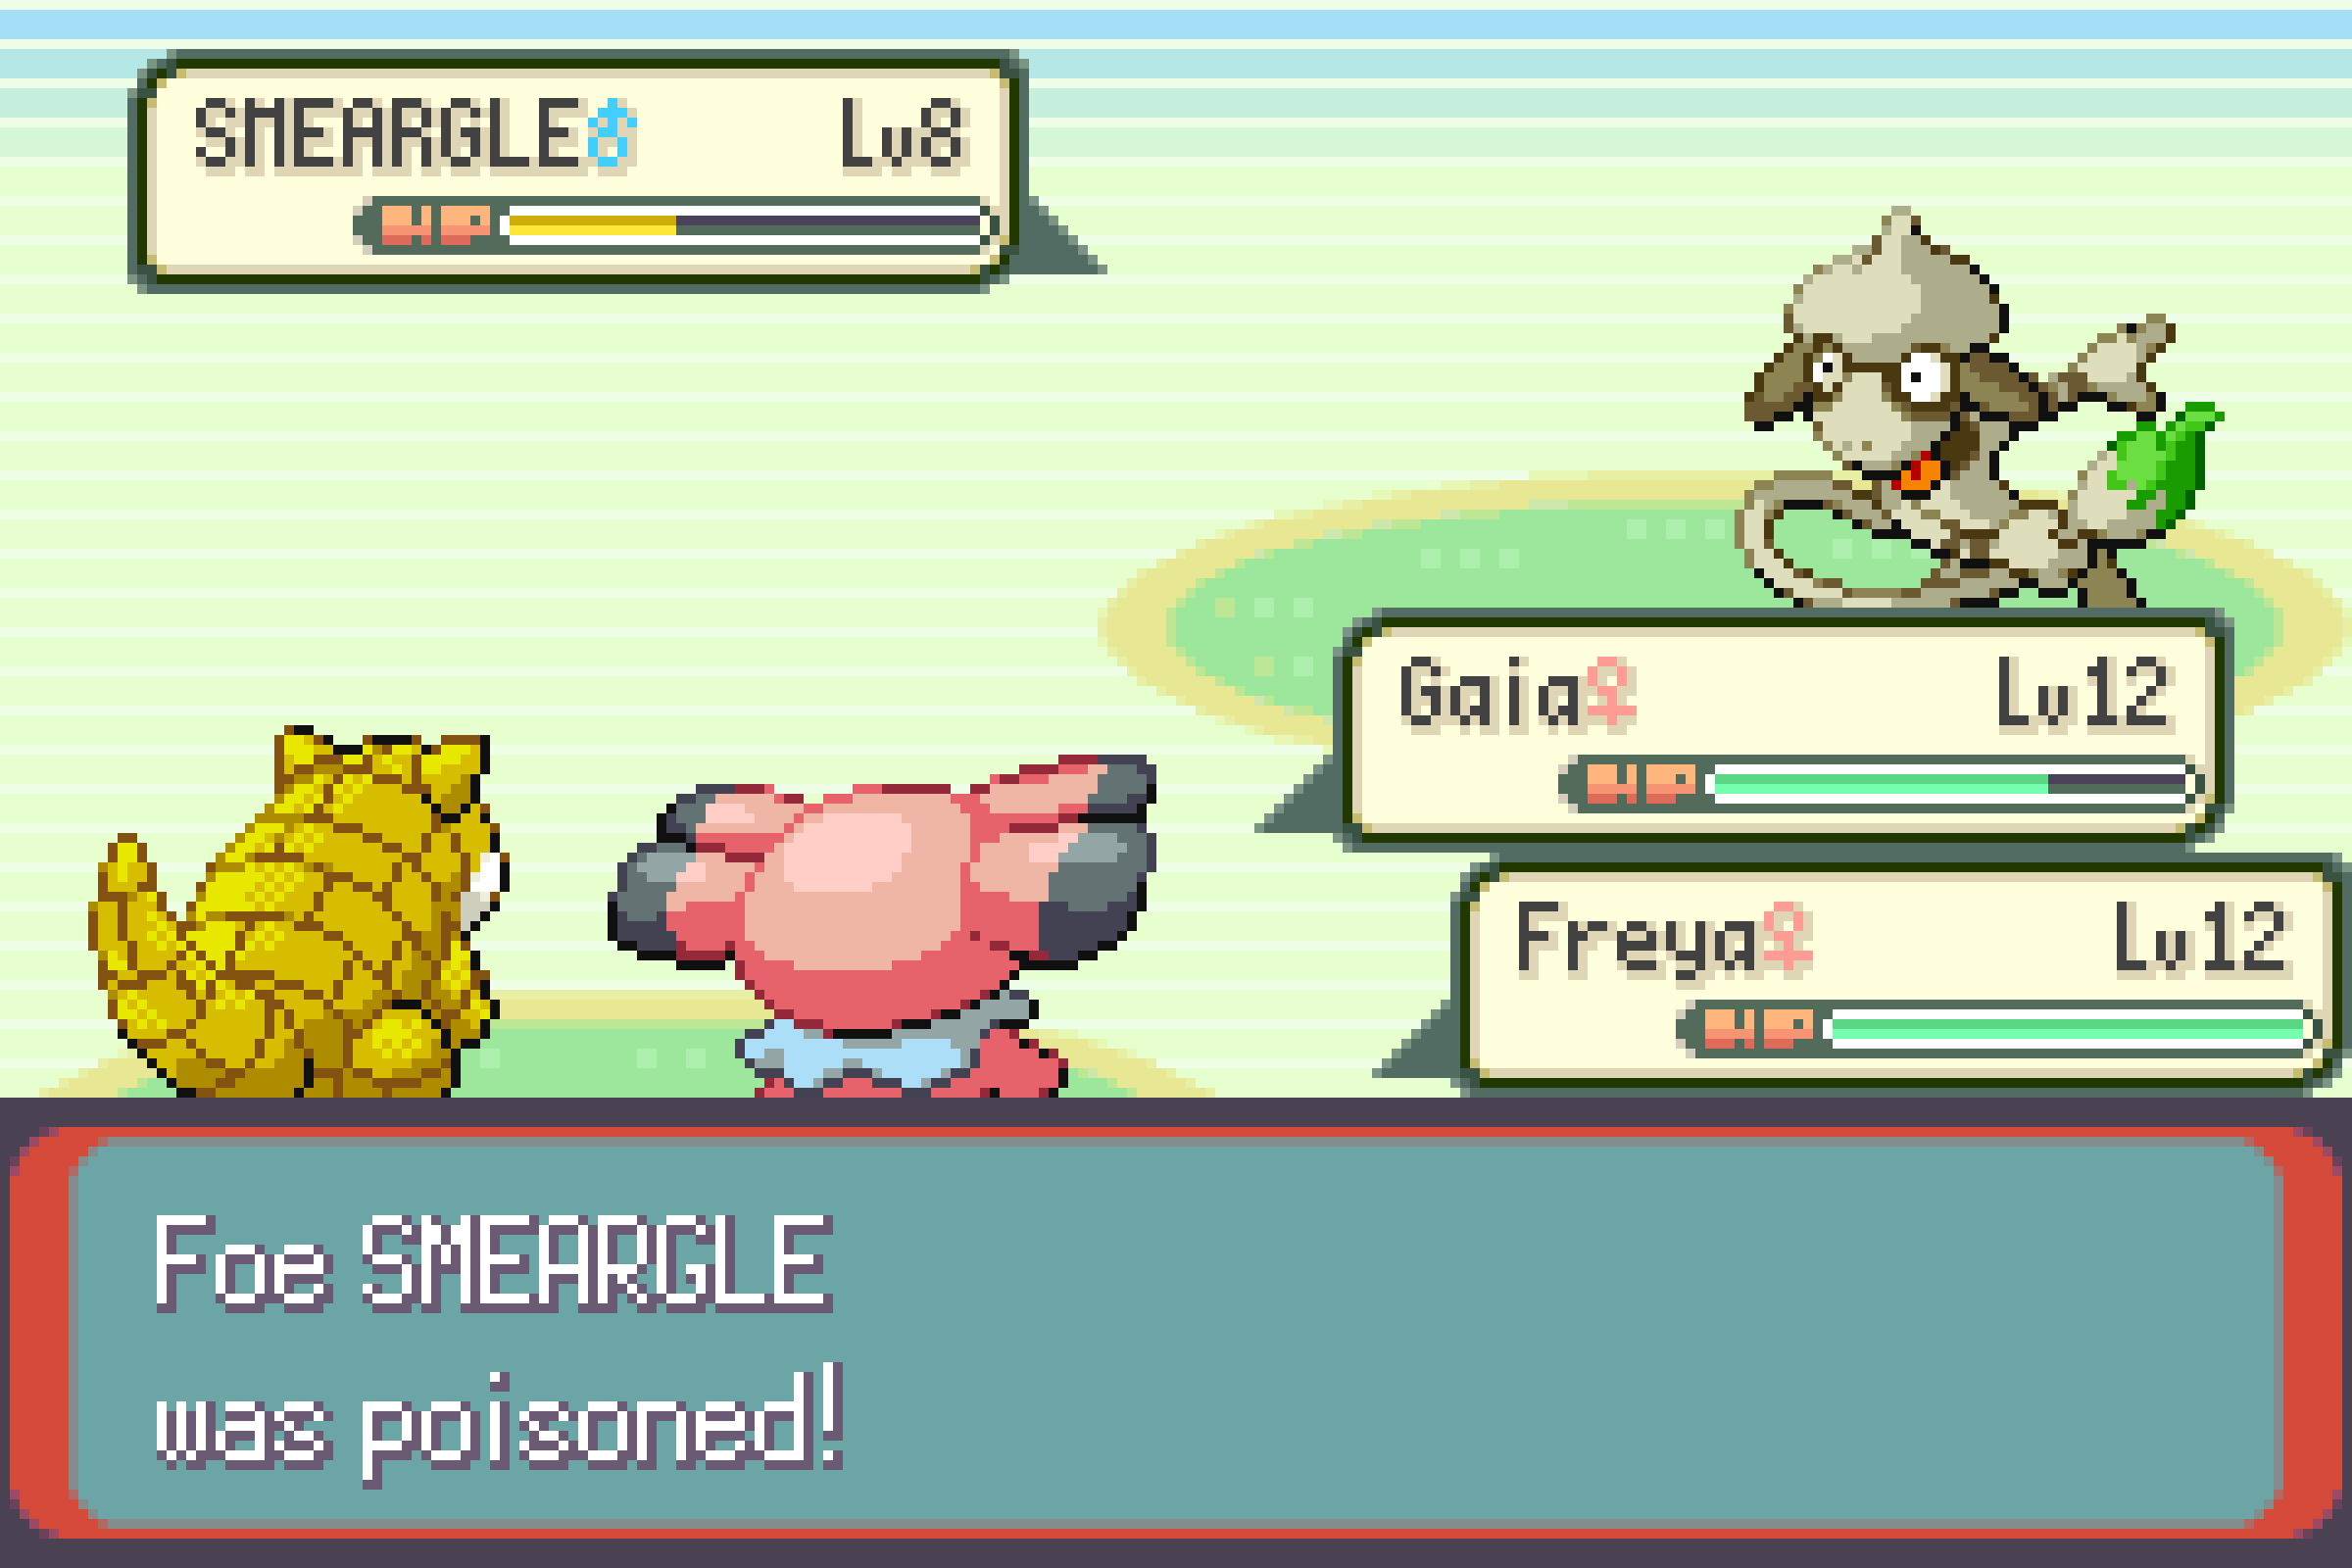 SMEARGLE♂ Lv8
HP
Gaia♀ Lv12
HP
Freya♀ Lv12
HP
Foe SMEARGLE
was poisoned!